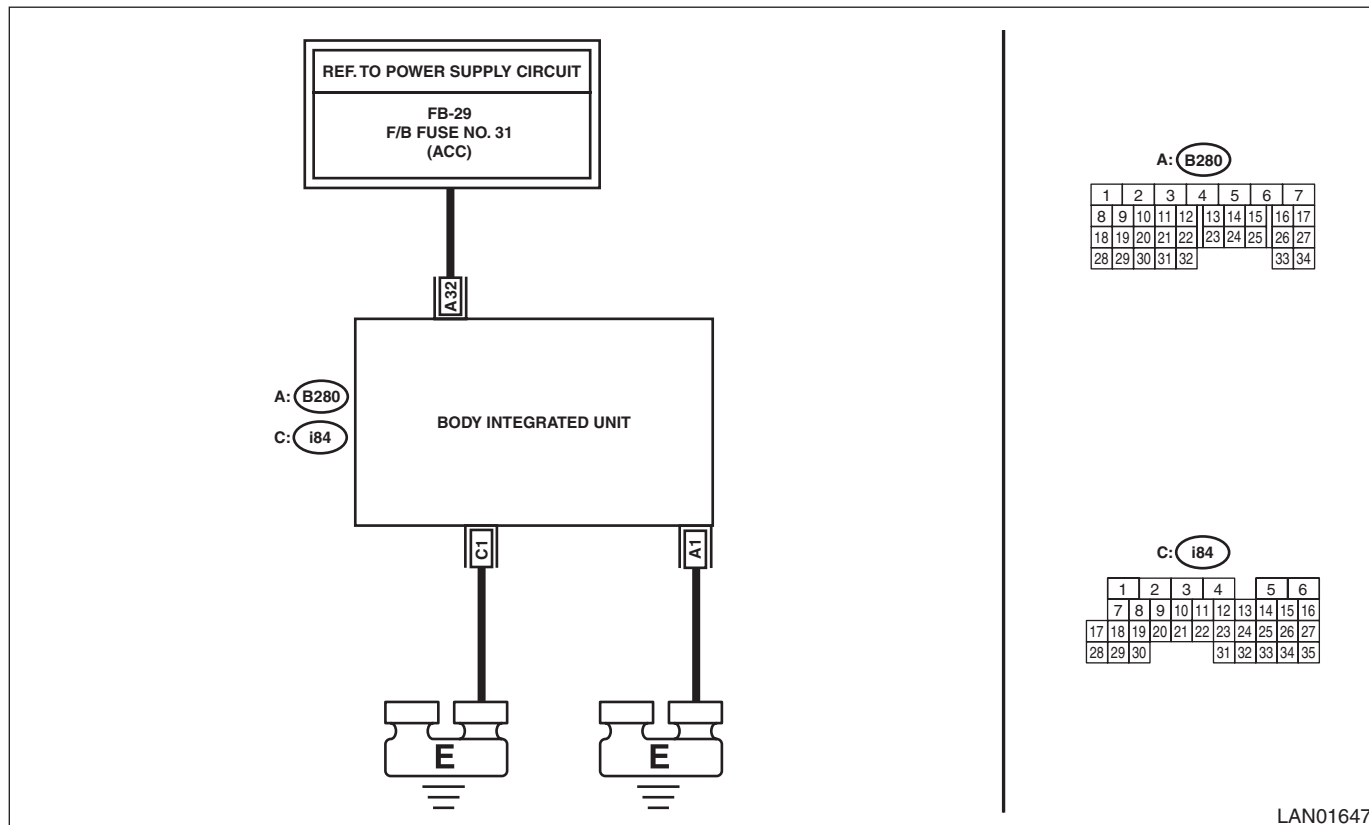 REF. TO POWER SUPPLY CIRCUIT
FB-29
F/B FUSE NO. 31
(ACC)
A32
A: B280
C: i84
BODY INTEGRATED UNIT
C1
A1
E
E
A: B280
1 2 3 4 5 6 7
8 9 10 11 12 13 14 15 16 17
18 19 20 21 22 23 24 25 26 27
28 29 30 31 32 33 34
C: i84
1 2 3 4 5 6
7 8 9 10 11 12 13 14 15 16
17 18 19 20 21 22 23 24 25 26 27
28 29 30 31 32 33 34 35
LAN01647